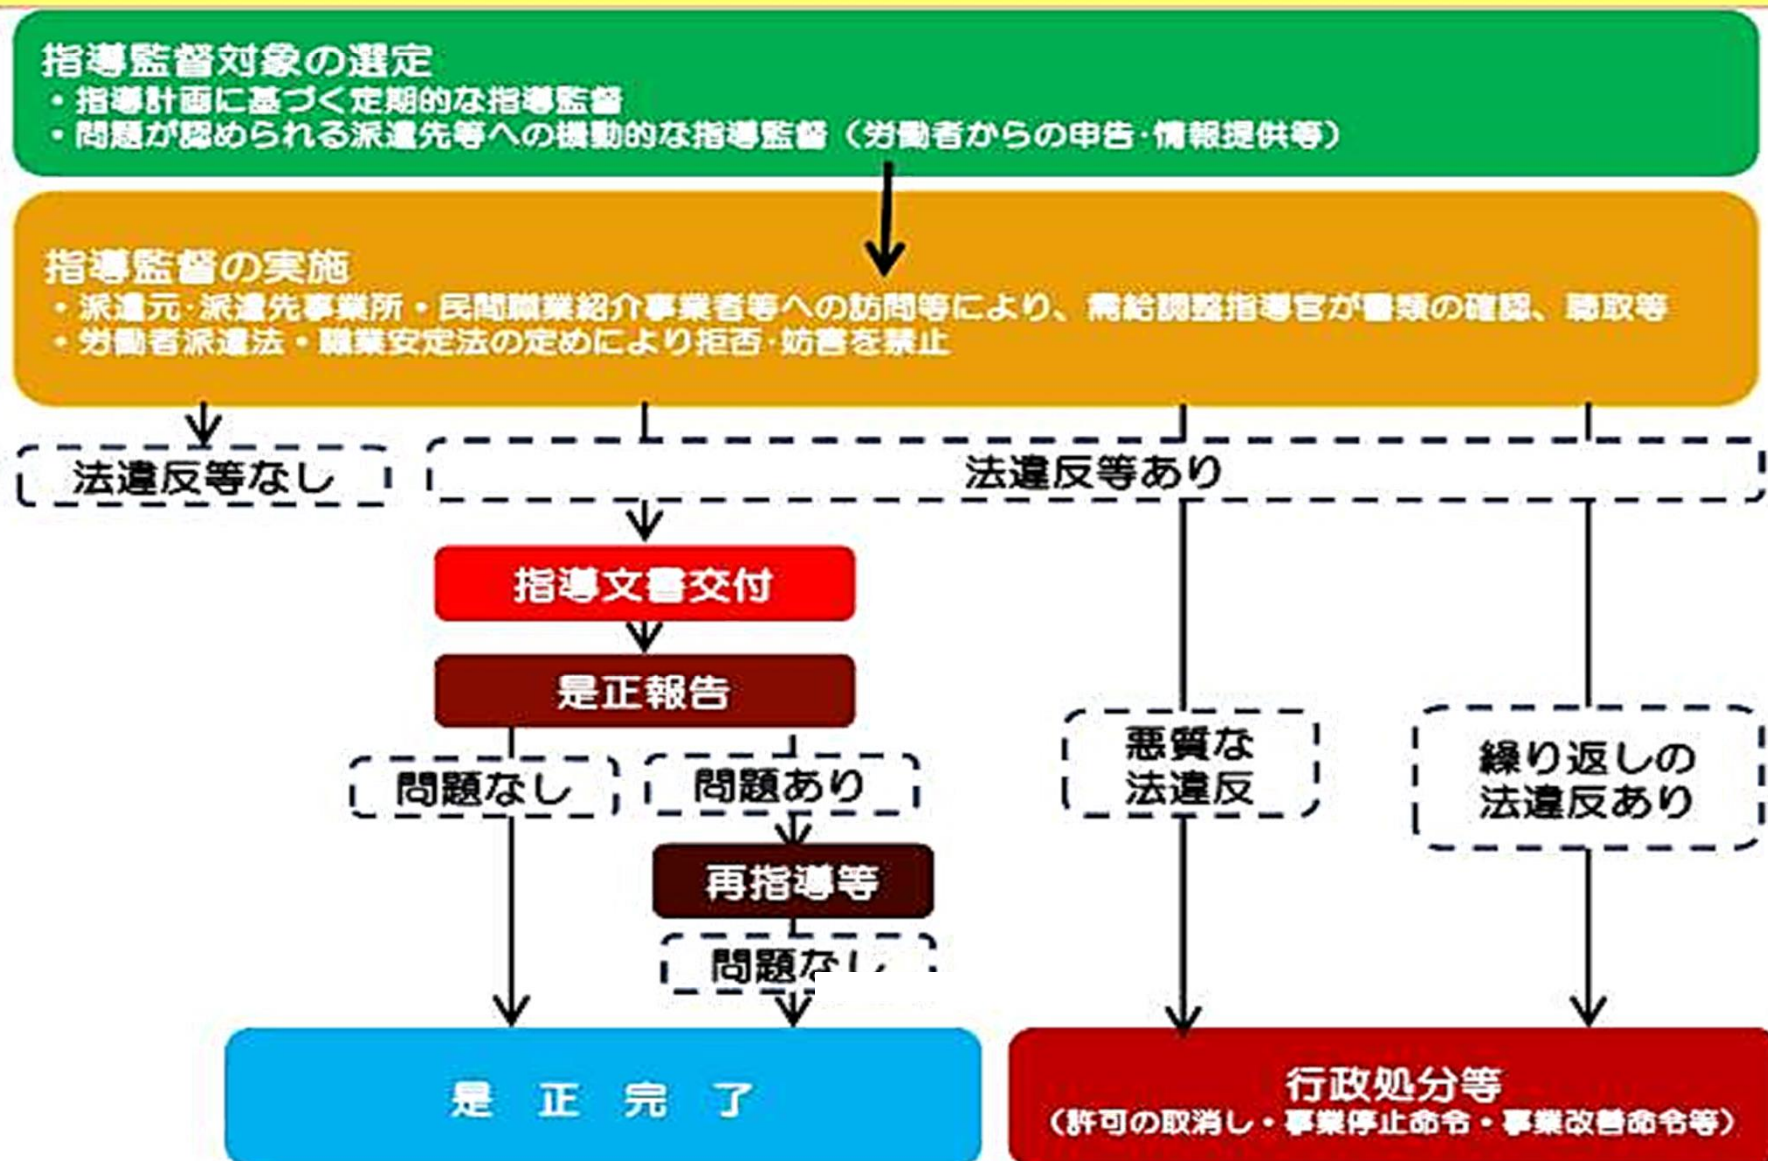 指導監督対象の選定
・指導計画に基づく定期的な指導監督
・問題が認められる派遣先等への機動的な指導監督（労働者からの申告･情報提供等）
指導監督の実施
・派遣元･派遣先事業所・民間職業紹介事業者等への訪問等により、需給調整指導官が書類の確認、聴取等
・労働者派遣法・職業安定法の定めにより拒否･妨害を禁止
法違反等なし
法違反等あり
指導文書交付
是正報告
問題なし
問題あり
悪質な
法違反
繰り返しの
法違反あり
再指導等
問題なし
是 正 完 了
行政処分等
（許可の取消し・事業停止命令・事業改善命令等）